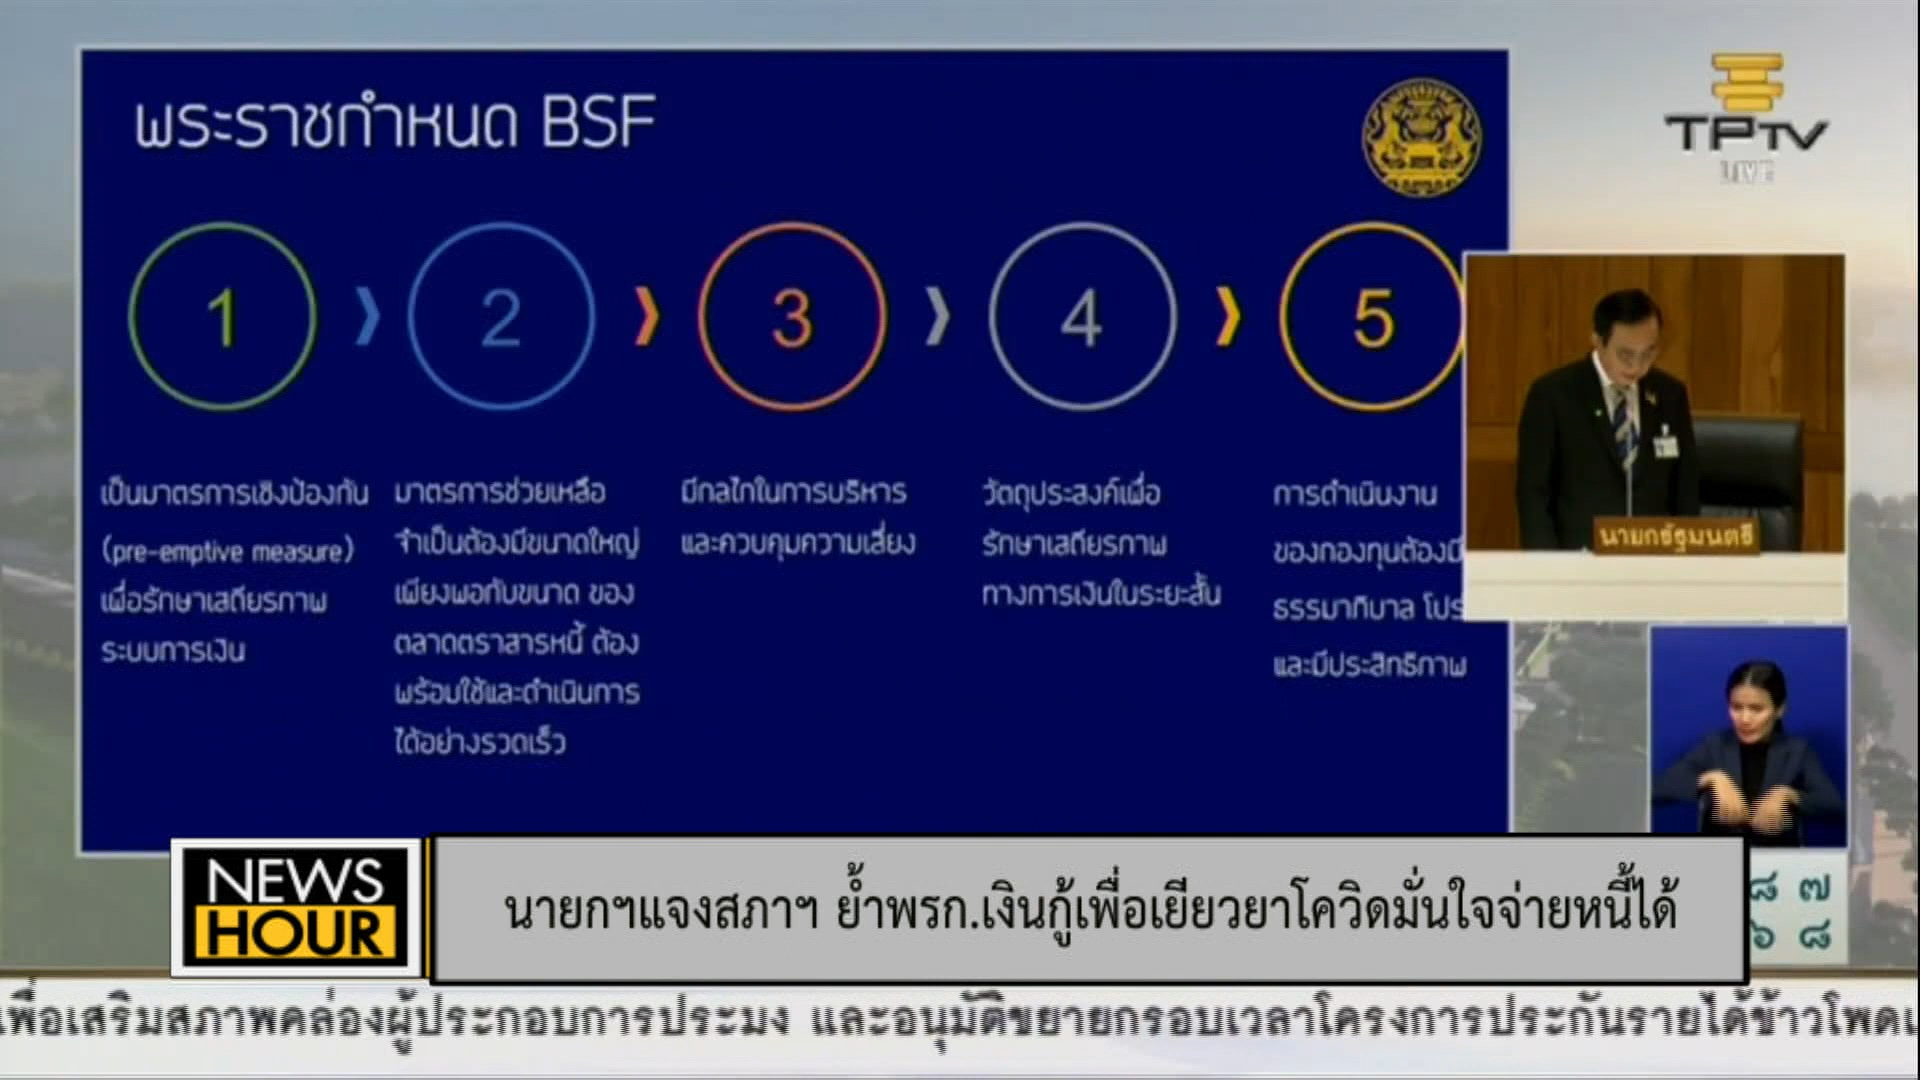 พระราชกำหนด BSF
TPTV
LIVE
1
2
3
4
5
เป็นมาตรการเชิงป้องกัน
(pre-emptive measure)
เพื่อรักษาเสถียรภาพ
ระบบการเงิน
มาตรการช่วยเหลือ
จำเป็นต้องมีขนาดใหญ่
เพียงพอกับขนาด ของ
ตลาดตราสารหนี้ ต้อง
พร้อมใช้และดำเนินการ
ได้อย่างรวดเร็ว
มีกลไกในการบริหาร
และควบคุมความเสี่ยง
วัตถุประสงค์เพื่อ
รักษาเสถียรภาพ
ทางการเงินในระยะสั้น
การดำเนินงาน
ของกองทุนต้องมี
ธรรมาภิบาล โปร
และมีประสิทธิภาพ
นายกรัฐมนตรี
NEWS
HOUR
นายกฯแจงสภาฯ ย้ำพรก.เงินกู้เพื่อเยียวยาโควิดมั่นใจจ่ายหนี้ได้
๘ ๗
๖ ๘
เพื่อเสริมสภาพคล่องผู้ประกอบการประมง และอนุมัติขยายกรอบเวลาโครงการประกันรายได้ข้าวโพด